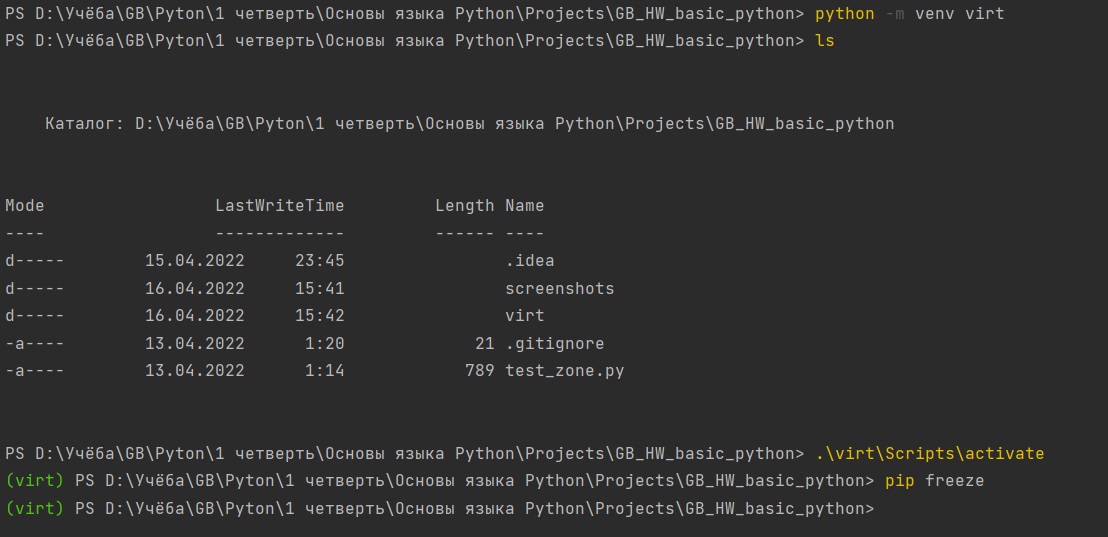 PS D:\Учёба\GB\Pyton\1 четверть\Основы языка Python\Projects\GB_HW_basic_python> python -m venv virt
PS D:\Учёба\GB\Pyton\1 четверть\Основы языка Python\Projects\GB_HW_basic_python> ls
Каталог: D:\Учёба\GB\Pyton\1 четверть\Основы языка Python\Projects\GB_HW_basic_python
Mode                 LastWriteTime         Length Name
----                 -------------         ------ ----
d-----        15.04.2022     23:45                .idea
d-----        16.04.2022     15:41                screenshots
d-----        16.04.2022     15:42                virt
-a----        13.04.2022      1:20             21 .gitignore
-a----        13.04.2022      1:14            789 test_zone.py
PS D:\Учёба\GB\Pyton\1 четверть\Основы языка Python\Projects\GB_HW_basic_python> .\virt\Scripts\activate
(virt) PS D:\Учёба\GB\Pyton\1 четверть\Основы языка Python\Projects\GB_HW_basic_python> pip freeze
(virt) PS D:\Учёба\GB\Pyton\1 четверть\Основы языка Python\Projects\GB_HW_basic_python>